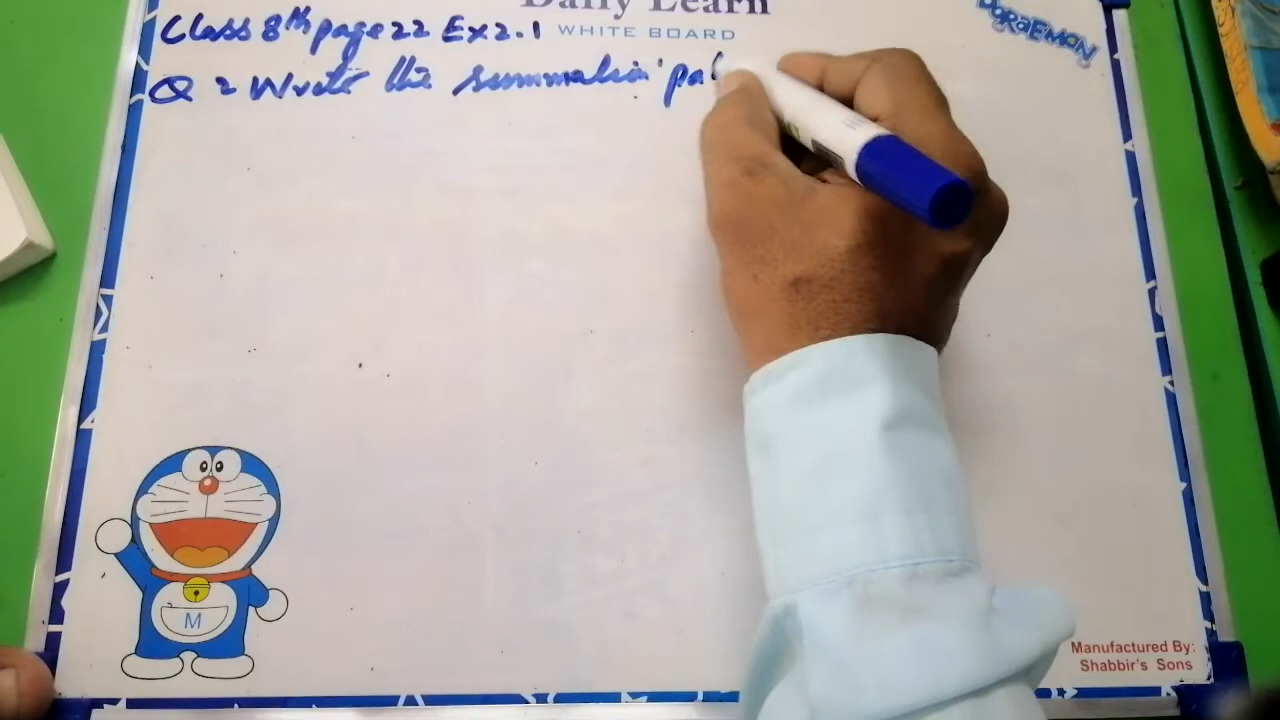 Daily Learn
WHITE BOARD
DORAEMON
Class 8th page 22 Ex 2.1
Q 2 Write the summation pat
M
Manufactured By:
Shabbir's Sons